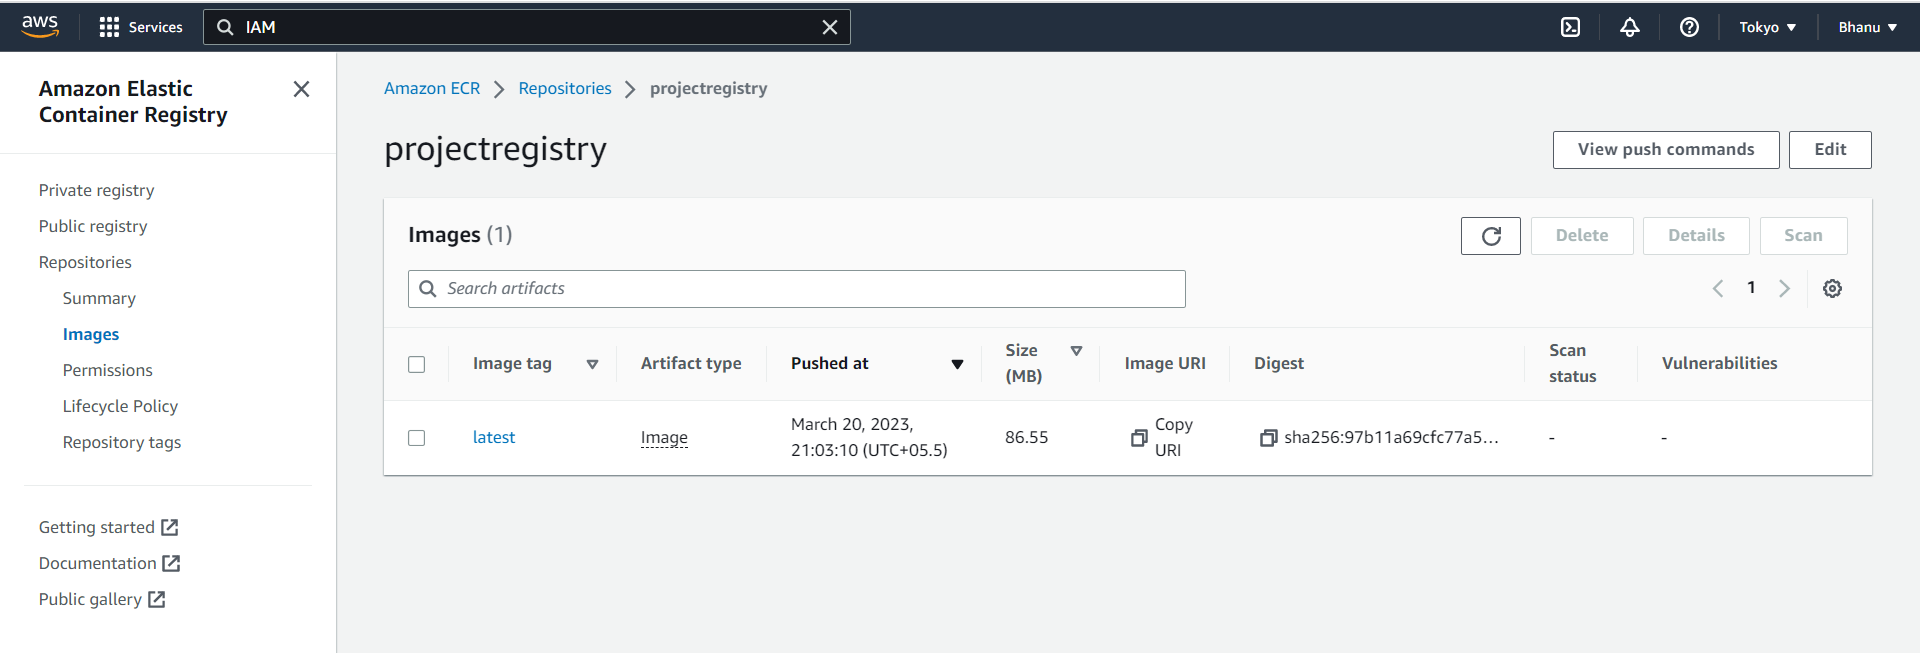 aws
Services
IAM
Tokyo
Bhanu
Amazon Elastic
Container Registry
Private registry
Public registry
Repositories
Summary
Images
Permissions
Lifecycle Policy
Repository tags
Getting started
Documentation
Public gallery
Amazon ECR
Repositories
projectregistry
projectregistry
View push commands
Edit
Images (1)
Delete
Details
Scan
Search artifacts
1
Image tag
Artifact type
Pushed at
Size
(MB)
Image URI
Digest
Scan
status
Vulnerabilities
latest
Image
March 20, 2023,
21:03:10 (UTC+05.5)
86.55
Copy
URI
sha256:97b11a69cfc77a5...
-
-